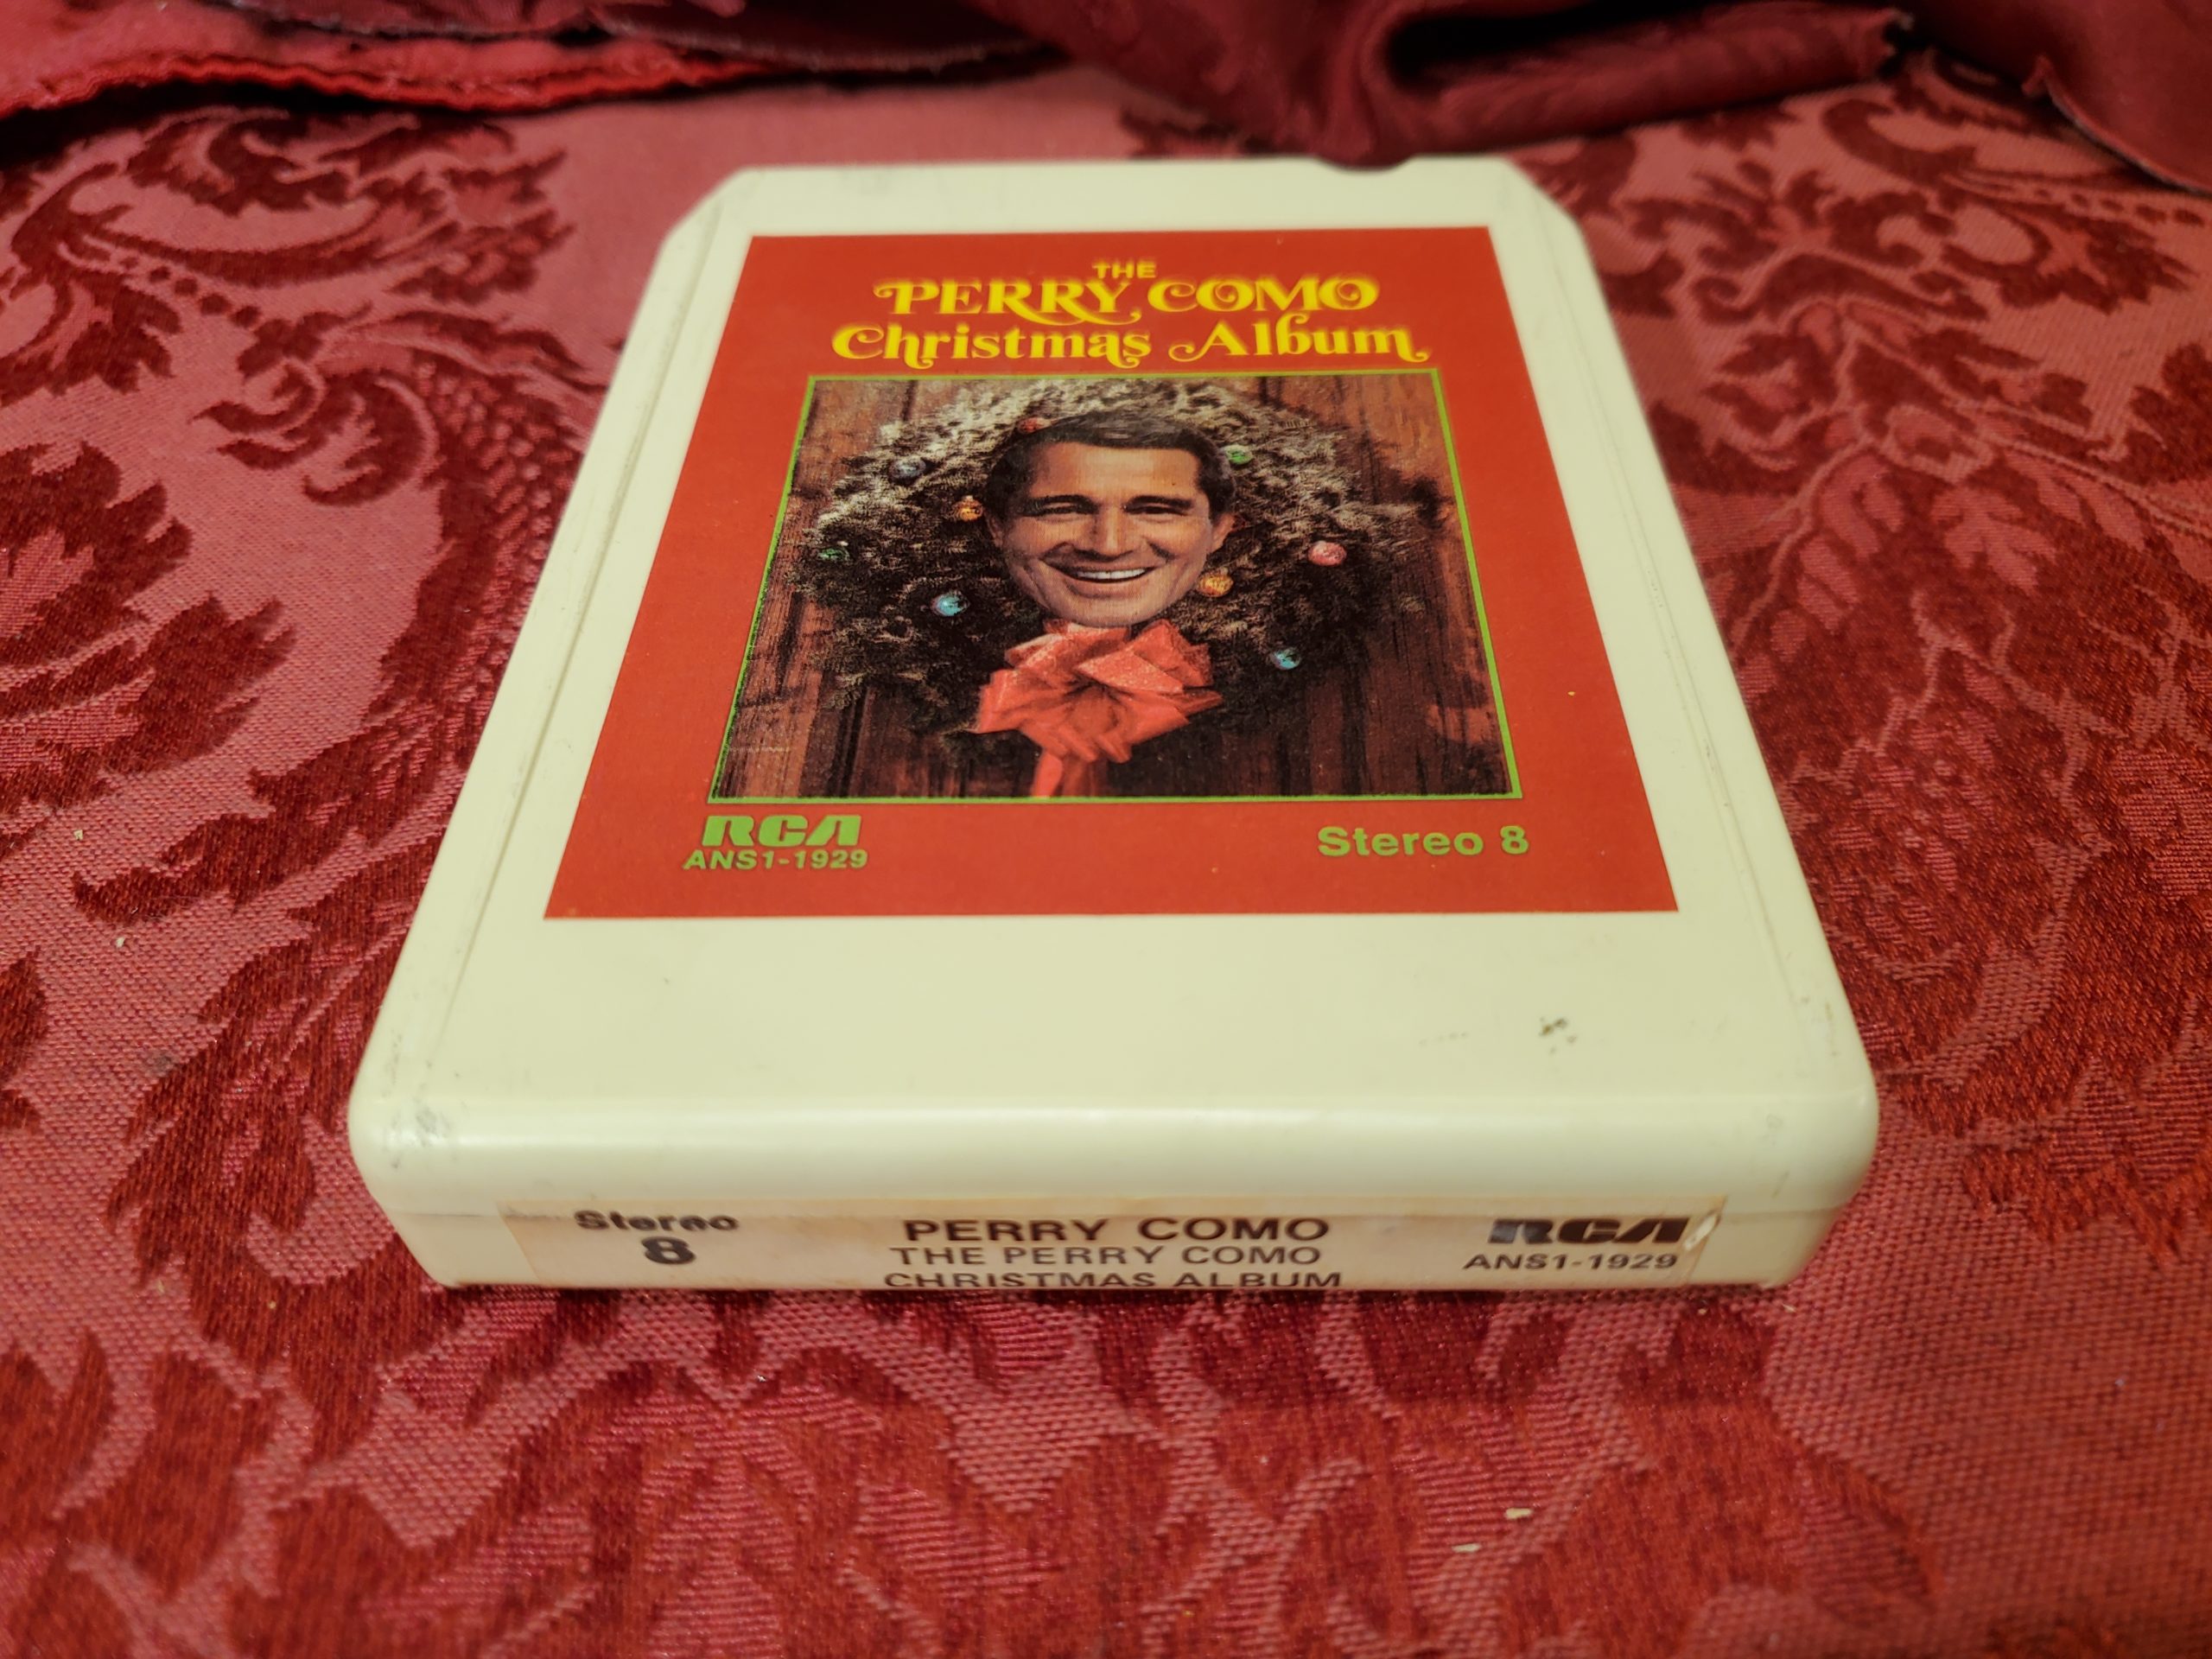 THE
PERRY COMO
Christmas Album
RCA
ANS1-1929
Stereo 8
Stereo
8
PERRY COMO
THE PERRY COMO
CHRISTMAS ALBUM
RCA
ANS1-1929